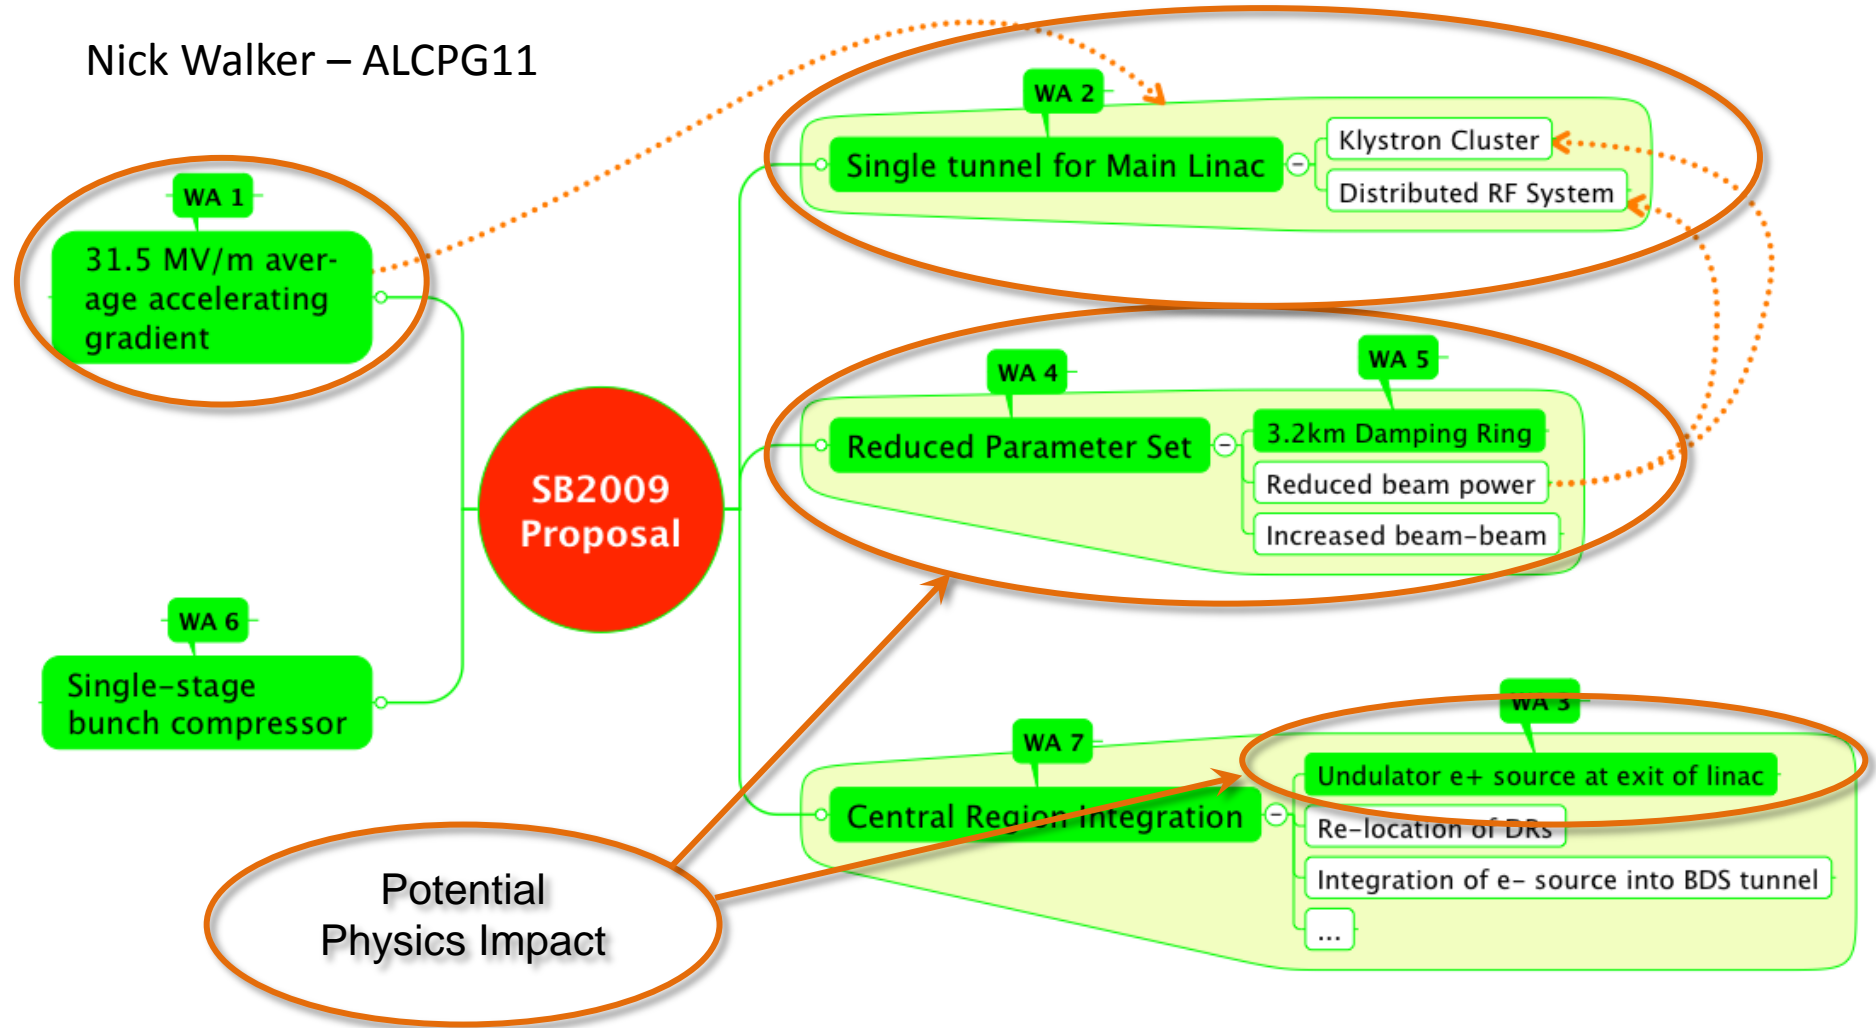 Nick Walker – ALCPG11
WA 1
31.5 MV/m aver-
age accelerating
gradient
WA 6
Single-stage
bunch compressor
SB2009
Proposal
WA 2
Single tunnel for Main Linac
Klystron Cluster
Distributed RF System
WA 4
Reduced Parameter Set
WA 5
3.2km Damping Ring
Reduced beam power
Increased beam-beam
WA 7
Central Region Integration
WA 3
Undulator e+ source at exit of linac
Re-location of DRs
Integration of e- source into BDS tunnel
...
Potential
Physics Impact